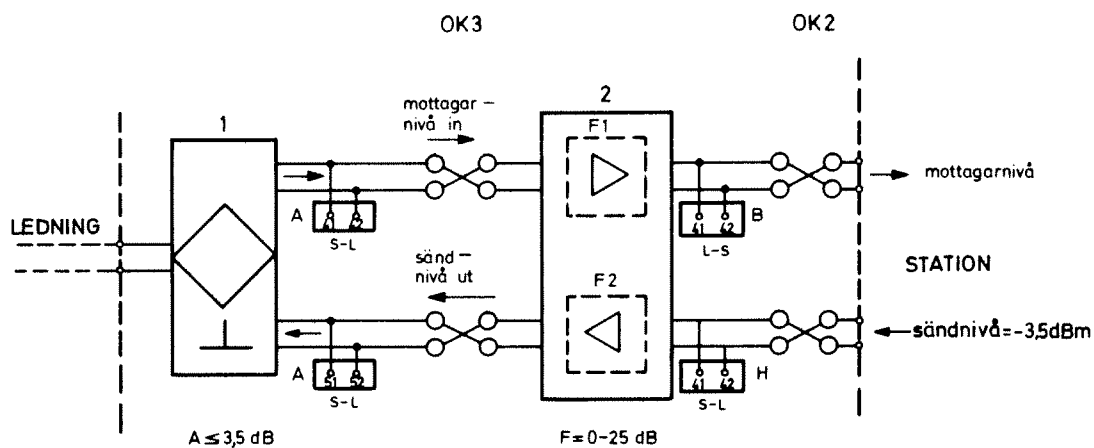 OK3
OK2
mottagar-
nivå in
1
2
F1
mottagarnivå
A
41 42
S-L
41 42
B
L-S
LEDNING
sänd-
nivå ut
F2
STATION
sändnivå=-3,5dBm
A
51 52
S-L
41 42
H
S-L
A ≤ 3,5 dB
F = 0-25 dB